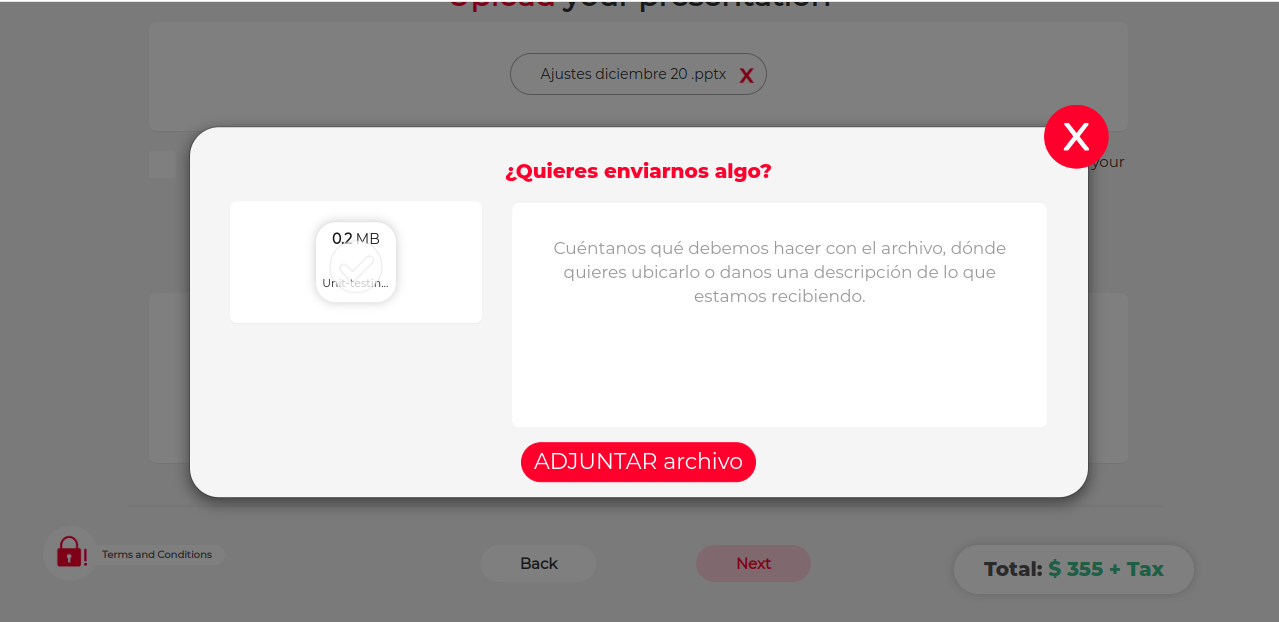 Upload your presentation
Ajustes diciembre 20 .pptx X
X
your
¿Quieres enviarnos algo?
0.2 MB
Unit-testin...
Cuéntanos qué debemos hacer con el archivo, dónde
quieres ubicarlo o danos una descripción de lo que
estamos recibiendo.
ADJUNTAR archivo
Terms and Conditions
Back
Next
Total: $ 355 + Tax